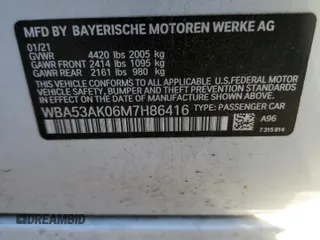 MFD BY BAYERISCHE MOTOREN WERKE AG
01/21
GVWR 4420 lbs 2005 kg
GAWR FRONT 2414 lbs 1095 kg
GAWR REAR 2161 lbs 980 kg
THIS VEHICLE CONFORMS TO ALL APPLICABLE U.S. FEDERAL MOTOR
VEHICLE SAFETY, BUMPER, AND THEFT PREVENTION STANDARDS IN
EFFECT ON THE DATE OF MANUFACTURE SHOWN ABOVE.
WBA53AK06M7H86416 TYPE: PASSENGER CAR
A96
7315814
DREAMBID